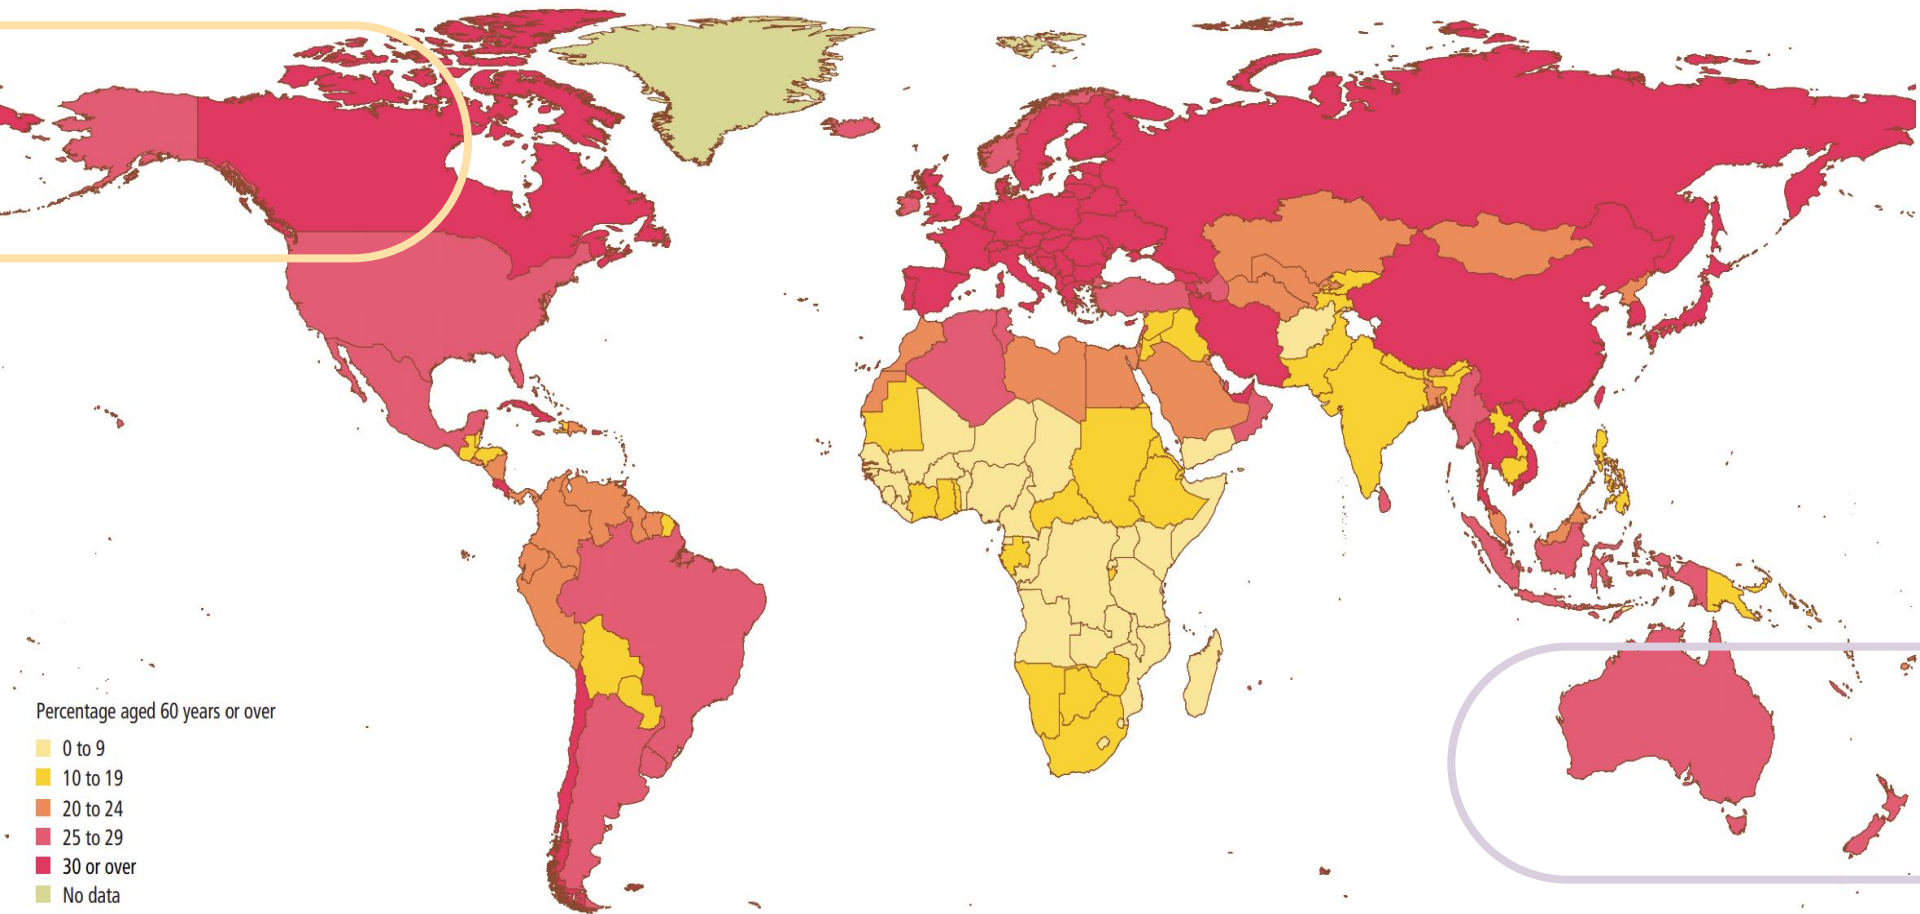 Percentage aged 60 years or over
0 to 9
10 to 19
20 to 24
25 to 29
30 or over
No data